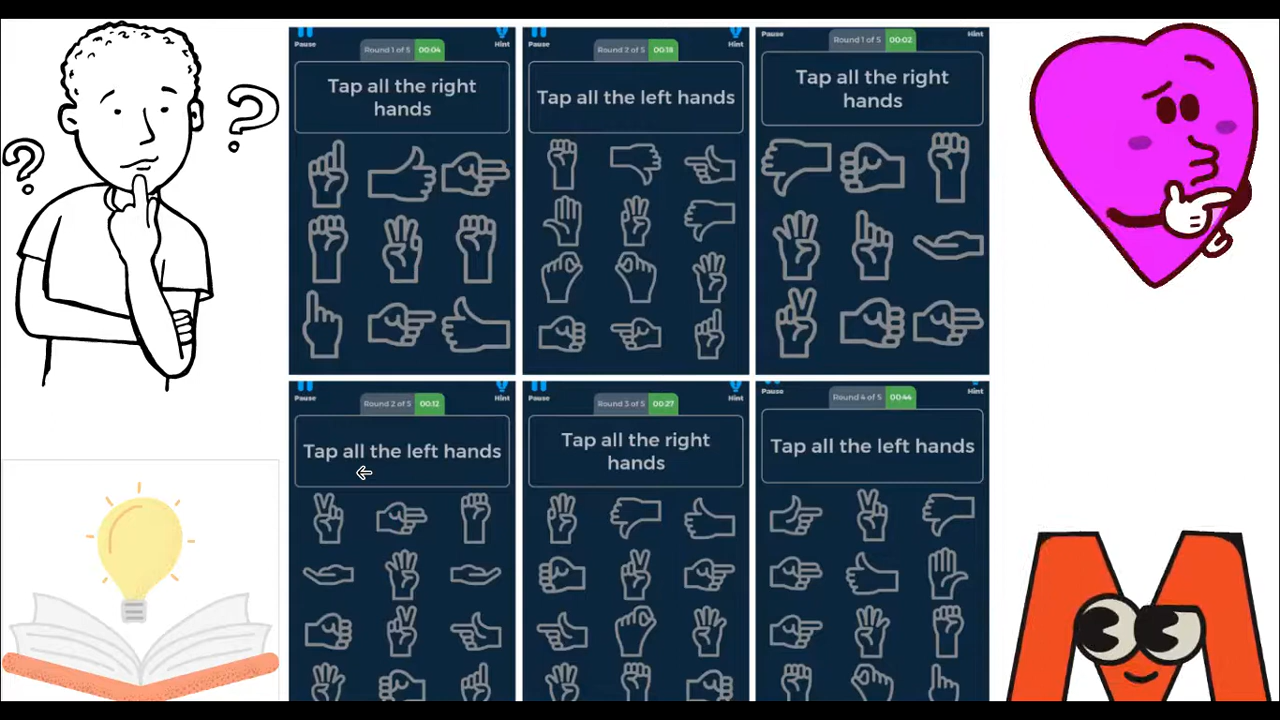 Pause
Round 1 of 5 00:04
Hint
Tap all the right
hands
Pause
Round 2 of 5 00:18
Hint
Tap all the left hands
Pause
Round 1 of 5 00:02
Hint
Tap all the right
hands
Pause
Round 2 of 5 00:12
Hint
Tap all the left hands
Pause
Round 3 of 5 00:27
Hint
Tap all the right
hands
Pause
Round 4 of 5 00:44
Hint
Tap all the left hands
? ?
M